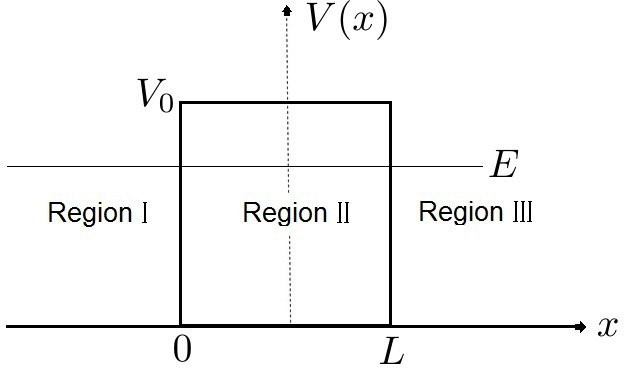 V(x)
V₀
E
Region Ⅰ
Region Ⅱ
Region Ⅲ
x
0
L